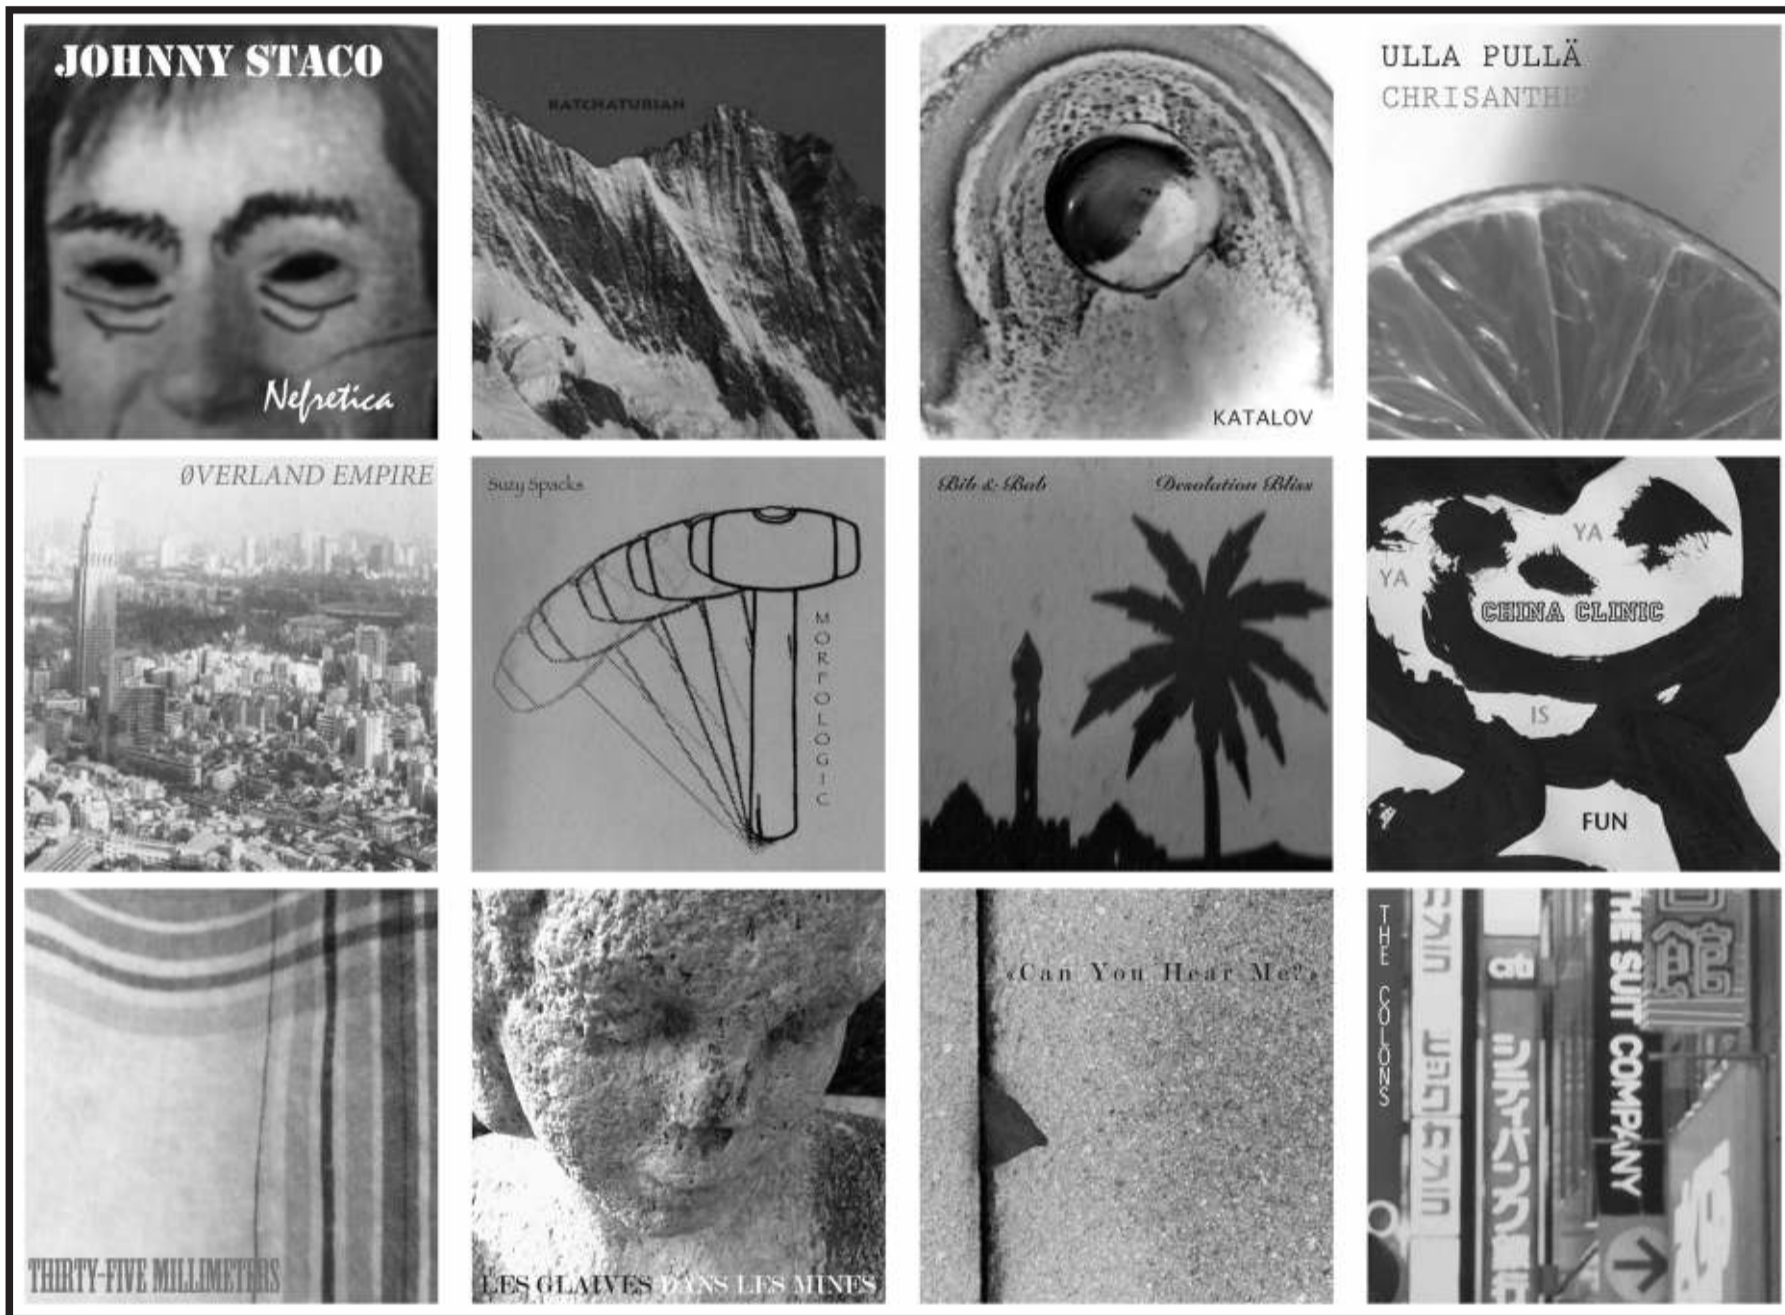 JOHNNY STACO
Nefretica
RATCHATURIAN
KATALOV
ULLA PULLÄ
CHRISANTHEM
ØVERLAND EMPIRE
Suzy Spacks
MORFOLOGIC
Bib & Bab
Desolation Bliss
YA
YA
CHINA CLINIC
IS
FUN
THIRTY-FIVE MILLIMETERS
LES GLAIVES DANS LES MINES
«Can You Hear Me?»
THE COLONS
THE SUIT COMPANY